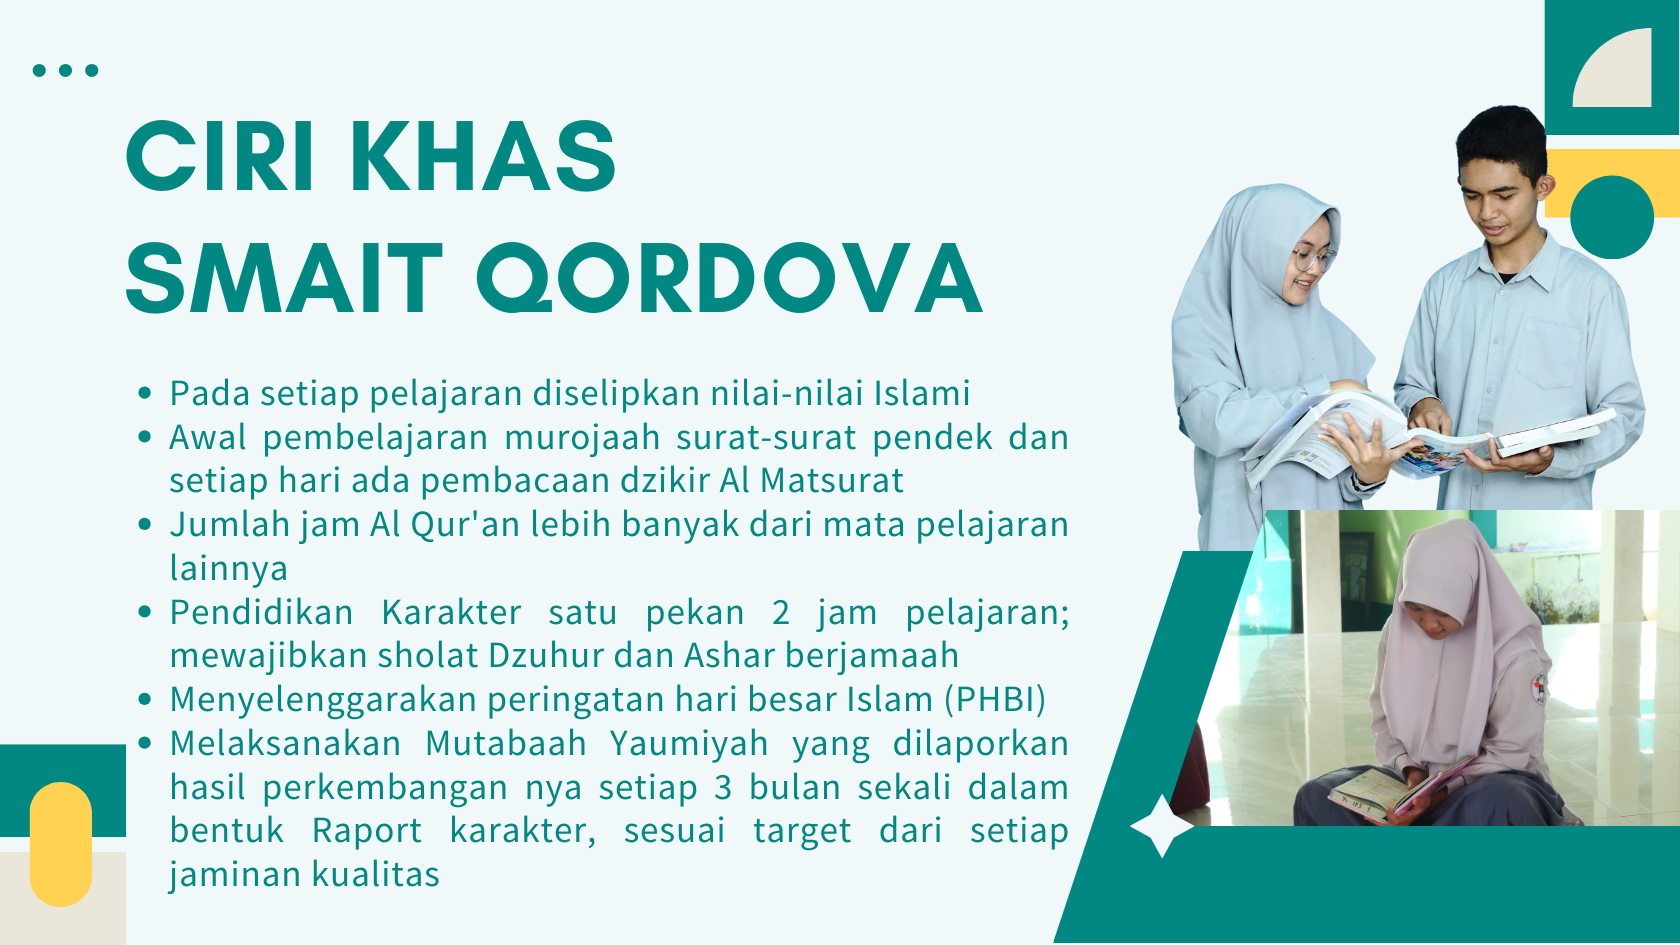 CIRI KHAS
SMAIT QORDOVA
Pada setiap pelajaran diselipkan nilai-nilai Islami
Awal pembelajaran murojaah surat-surat pendek dan
setiap hari ada pembacaan dzikir Al Matsurat
Jumlah jam Al Qur'an lebih banyak dari mata pelajaran
lainnya
Pendidikan Karakter satu pekan 2 jam pelajaran;
mewajibkan sholat Dzuhur dan Ashar berjamaah
Menyelenggarakan peringatan hari besar Islam (PHBI)
Melaksanakan Mutabaah Yaumiyah yang dilaporkan
hasil perkembangan nya setiap 3 bulan sekali dalam
bentuk Raport karakter, sesuai target dari setiap
jaminan kualitas